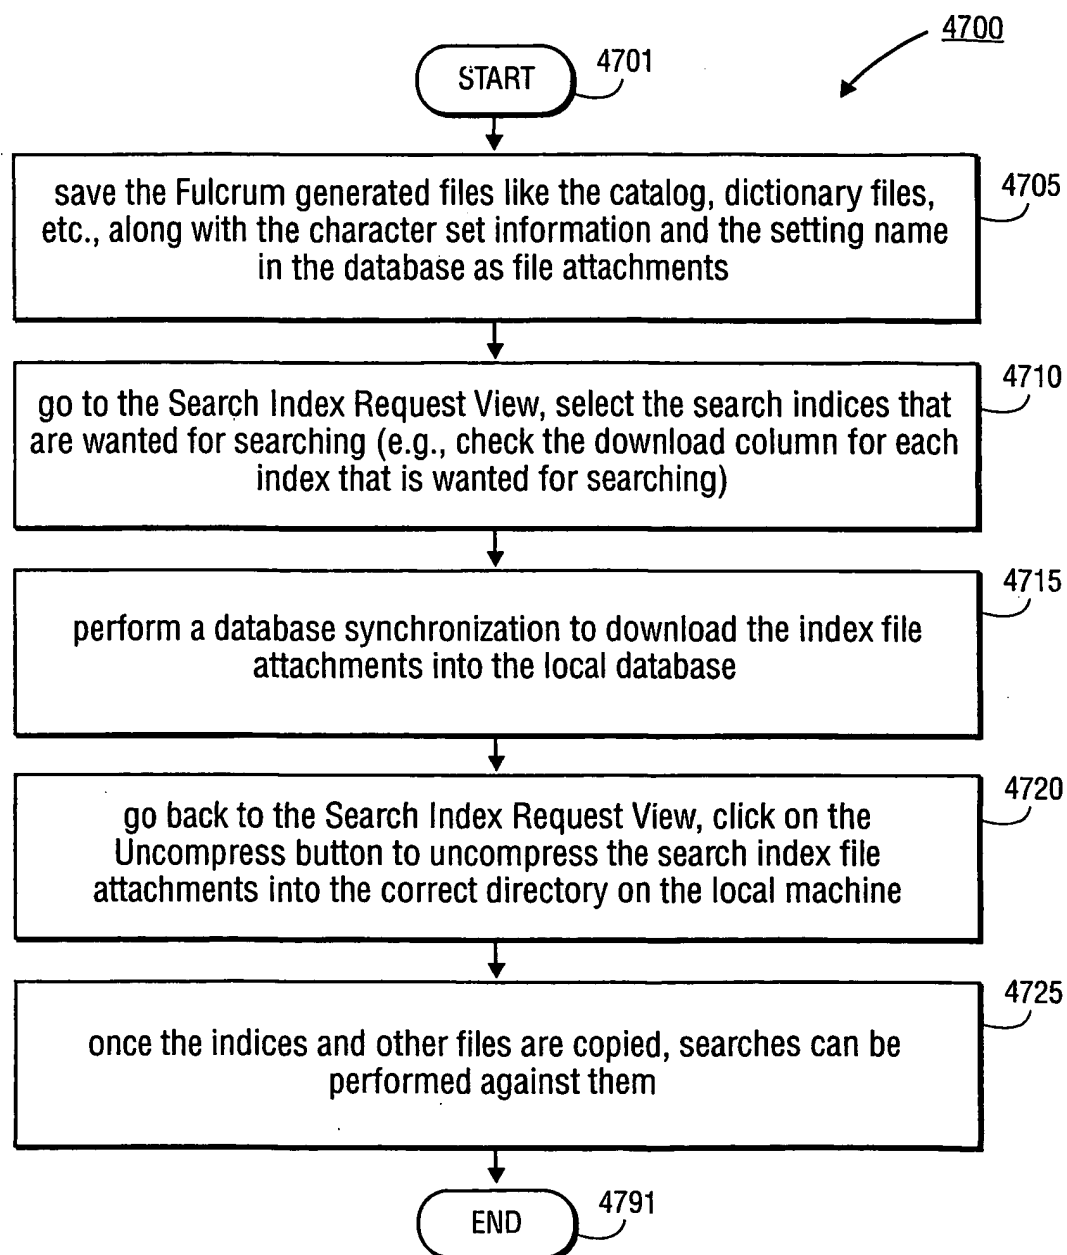 4700
START
4701
save the Fulcrum generated files like the catalog, dictionary files,
etc., along with the character set information and the setting name
in the database as file attachments
4705
go to the Search Index Request View, select the search indices that
are wanted for searching (e.g., check the download column for each
index that is wanted for searching)
4710
perform a database synchronization to download the index file
attachments into the local database
4715
go back to the Search Index Request View, click on the
Uncompress button to uncompress the search index file
attachments into the correct directory on the local machine
4720
once the indices and other files are copied, searches can be
performed against them
4725
END
4791